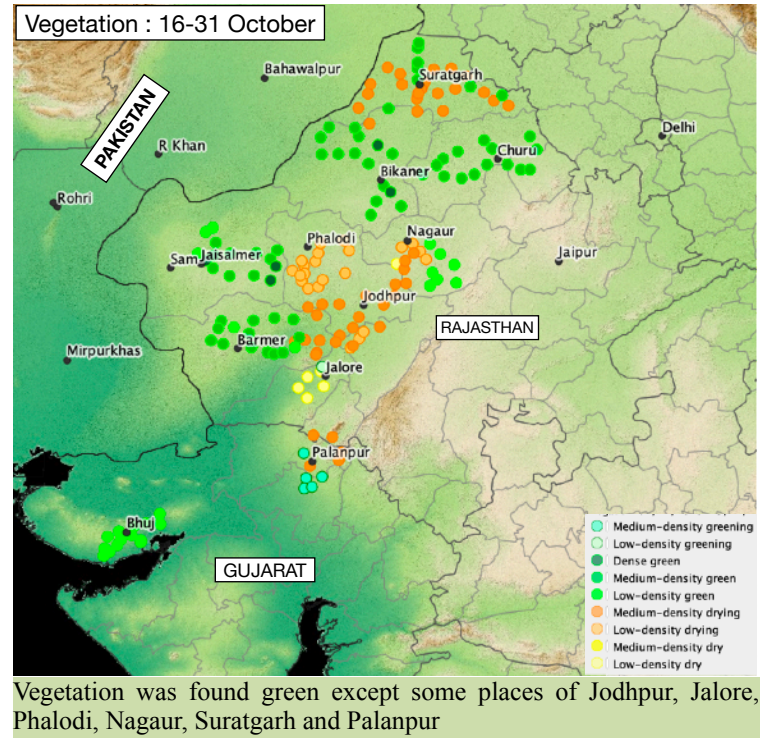 Vegetation : 16-31 October
Bahawalpur
Suratgarh
PAKISTAN
Delhi
R Khan
Churu
Bikaner
Rohri
Nagaur
Phalodi
Sam
Jaisalmer
Jaipur
Jodhpur
RAJASTHAN
Mirpurkhas
Barmer
Jalore
Palanpur
Bhuj
GUJARAT
Medium-density greening
Low-density greening
Dense green
Medium-density green
Low-density green
Medium-density drying
Low-density drying
Medium-density dry
Low-density dry
Vegetation was found green except some places of Jodhpur, Jalore,
Phalodi, Nagaur, Suratgarh and Palanpur